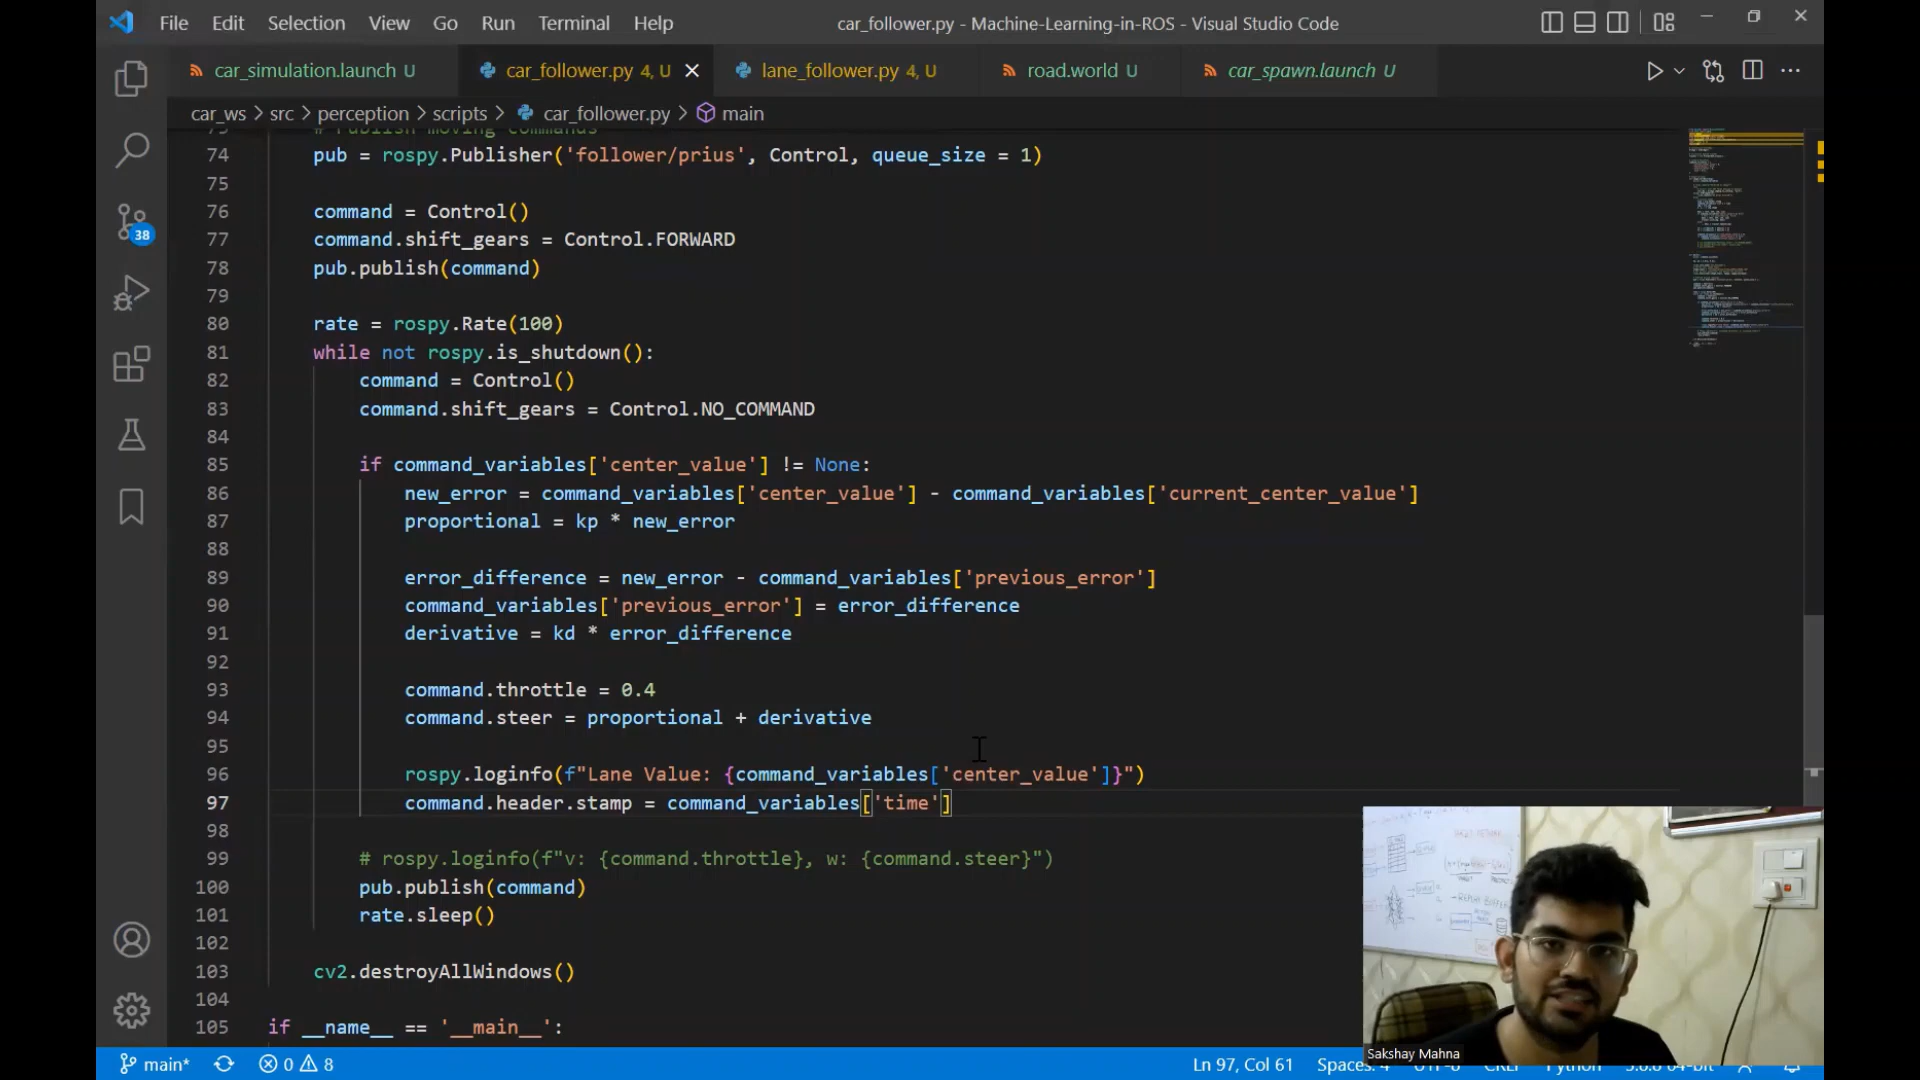 File Edit Selection View Go Run Terminal Help car_follower.py - Machine-Learning-in-ROS - Visual Studio Code
car_simulation.launch U car_follower.py 4, U lane_follower.py 4, U road.world U car_spawn.launch U
car_ws > src > perception > scripts > car_follower.py > main
# Publish moving commands
74 pub = rospy.Publisher('follower/prius', Control, queue_size = 1)
75
76 command = Control()
77 command.shift_gears = Control.FORWARD
78 pub.publish(command)
79
80 rate = rospy.Rate(100)
81 while not rospy.is_shutdown():
82 command = Control()
83 command.shift_gears = Control.NO_COMMAND
84
85 if command_variables['center_value'] != None:
86 new_error = command_variables['center_value'] - command_variables['current_center_value']
87 proportional = kp * new_error
88
89 error_difference = new_error - command_variables['previous_error']
90 command_variables['previous_error'] = error_difference
91 derivative = kd * error_difference
92
93 command.throttle = 0.4
94 command.steer = proportional + derivative
95
96 rospy.loginfo(f"Lane Value: {command_variables['center_value']}")
97 command.header.stamp = command_variables['time']
98
99 # rospy.loginfo(f"v: {command.throttle}, w: {command.steer}")
100 pub.publish(command)
101 rate.sleep()
102
103 cv2.destroyAllWindows()
104
105 if __name__ == '__main__':
38
Sakshay Mahna
main* 0 8 Ln 97, Col 61 Spaces: 4